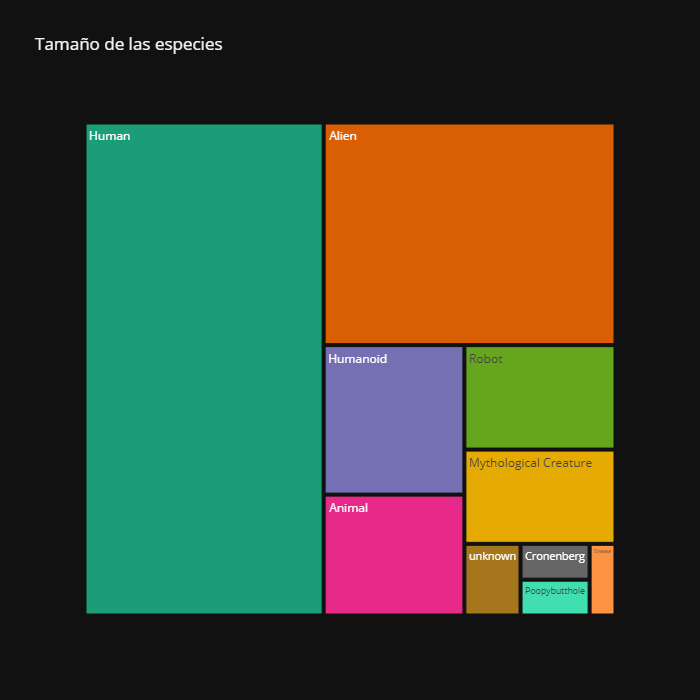 Tamaño de las especies
Human
Alien
Humanoid
Robot
Mythological Creature
Animal
unknown
Cronenberg
Disease
Poopybutthole